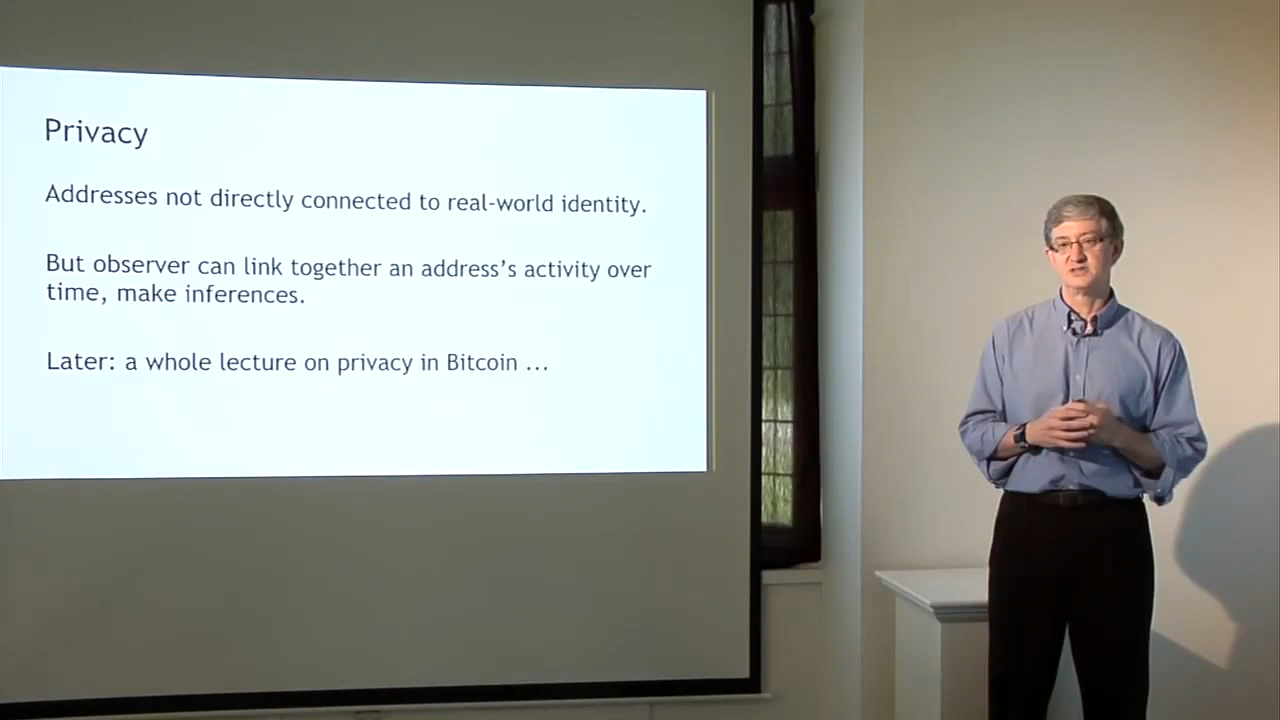 Privacy
Addresses not directly connected to real-world identity.
But observer can link together an address's activity over
time, make inferences.
Later: a whole lecture on privacy in Bitcoin ...